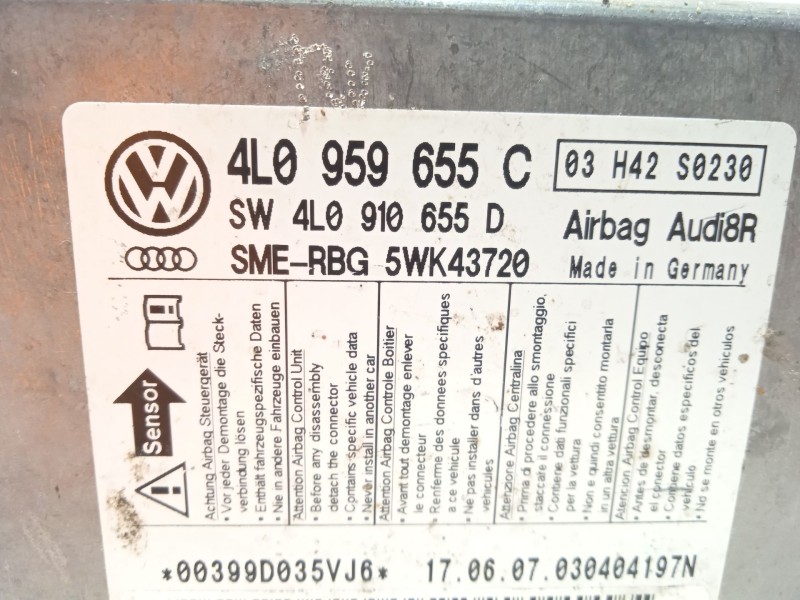 4L0 959 655 C
03 H42 S0230
SW 4L0 910 655 D
Airbag Audi8R
SME-RBG 5WK43720
Made in Germany
Sensor
Achtung Airbag Steuergerät
• Vor jeder Demontage die Steck-
verbindung lösen
• Enthält fahrzeugspezifische Daten
• Nie in andere Fahrzeuge einbauen
Attention Airbag Control Unit
• Before any disassembly
detach the connector
• Contains specific vehicle data
• Never install in another car
Attention Airbag Controle Boitier
• Avant tout demontage enlever
le connecteur
• Renferme des donnees specifiques
a ce vehicule
• Ne pas installer dans d'autres
vehicules
Attenzione Airbag Centralina
• Prima di procedere allo smontaggio,
staccare il connessione
• Contiene dati funzionali specifici
per la vettura
• Non e quindi consentito montarla
in un altra vettura
Atencion Airbag Control Equipo
• Antes de desmontar, desconecta
el conector
• Contiene datos especificos del
vehiculo
• No se monte en otros vehiculos
*00399D035VJ6*
17.06.07.030404197N